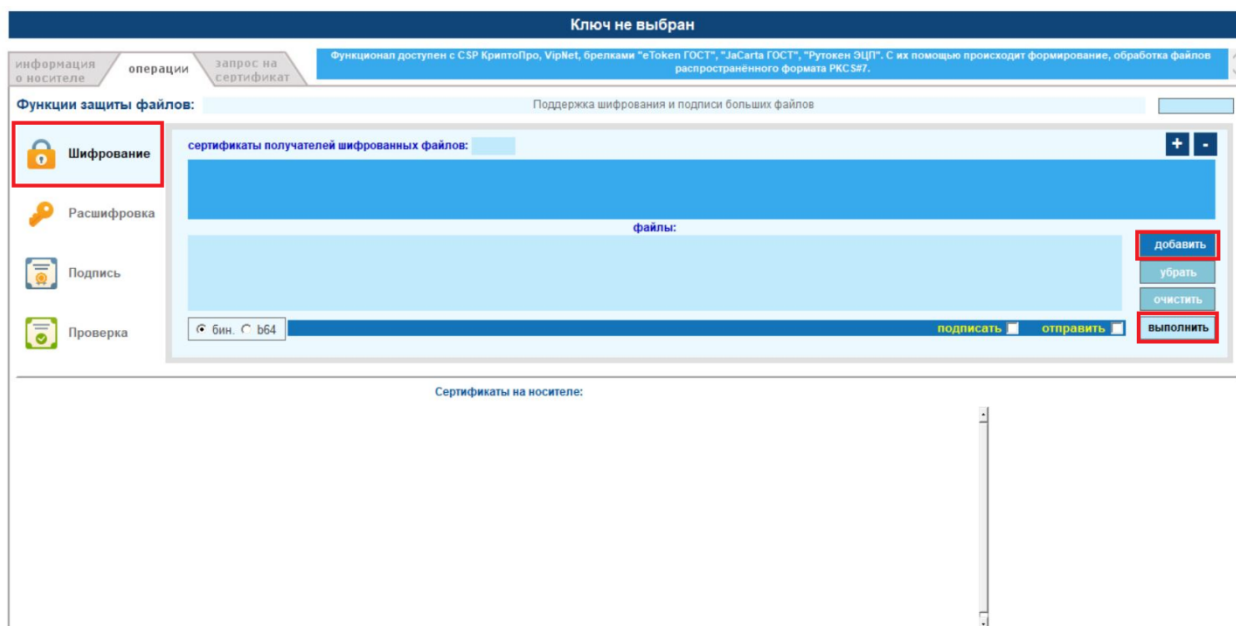 Ключ не выбран
информация
о носителе
операции
запрос на
сертификат
Функционал доступен с CSP КриптоПро, VipNet, брелками "eToken ГОСТ", "JaCarta ГОСТ", "Рутокен ЭЦП". С их помощью происходит формирование, обработка файлов
распространённого формата PKCS#7.
Функции защиты файлов:
Поддержка шифрования и подписи больших файлов
Шифрование
сертификаты получателей шифрованных файлов:
+ -
Расшифровка
файлы:
добавить
Подпись
убрать
очистить
Проверка
бин. b64
подписать
отправить
выполнить
Сертификаты на носителе: